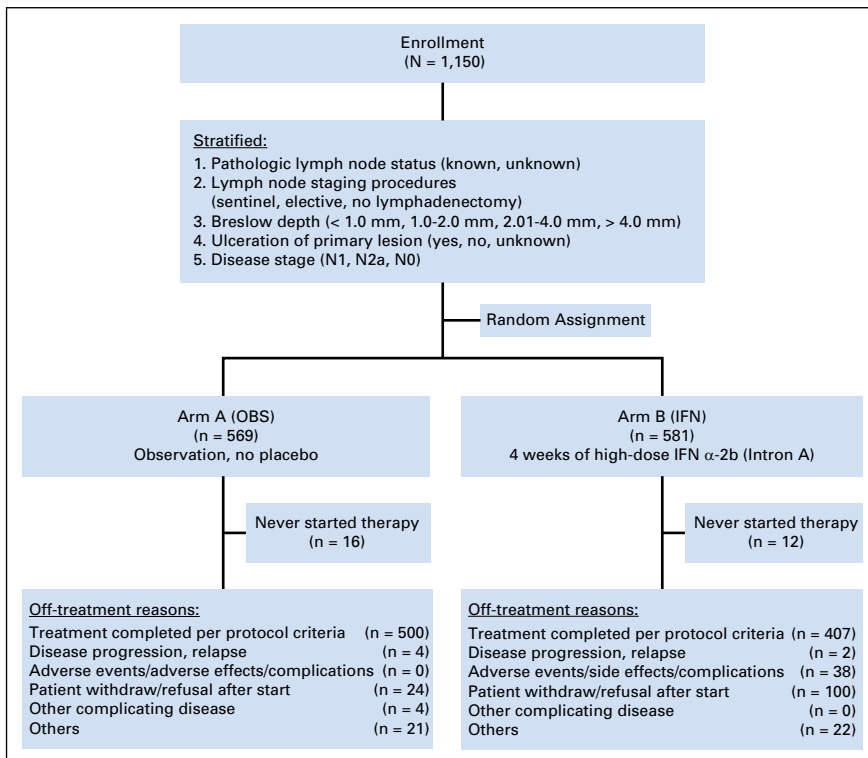 Enrollment
(N = 1,150)
Stratified:
1. Pathologic lymph node status (known, unknown)
2. Lymph node staging procedures
(sentinel, elective, no lymphadenectomy)
3. Breslow depth (< 1.0 mm, 1.0-2.0 mm, 2.01-4.0 mm, > 4.0 mm)
4. Ulceration of primary lesion (yes, no, unknown)
5. Disease stage (N1, N2a, N0)
Random Assignment
Arm A (OBS)
(n = 569)
Observation, no placebo
Arm B (IFN)
(n = 581)
4 weeks of high-dose IFN α-2b (Intron A)
Never started therapy
(n = 16)
Never started therapy
(n = 12)
Off-treatment reasons:
Treatment completed per protocol criteria (n = 500)
Disease progression, relapse (n = 4)
Adverse events/adverse effects/complications (n = 0)
Patient withdraw/refusal after start (n = 24)
Other complicating disease (n = 4)
Others (n = 21)
Off-treatment reasons:
Treatment completed per protocol criteria (n = 407)
Disease progression, relapse (n = 2)
Adverse events/side effects/complications (n = 38)
Patient withdraw/refusal after start (n = 100)
Other complicating disease (n = 0)
Others (n = 22)